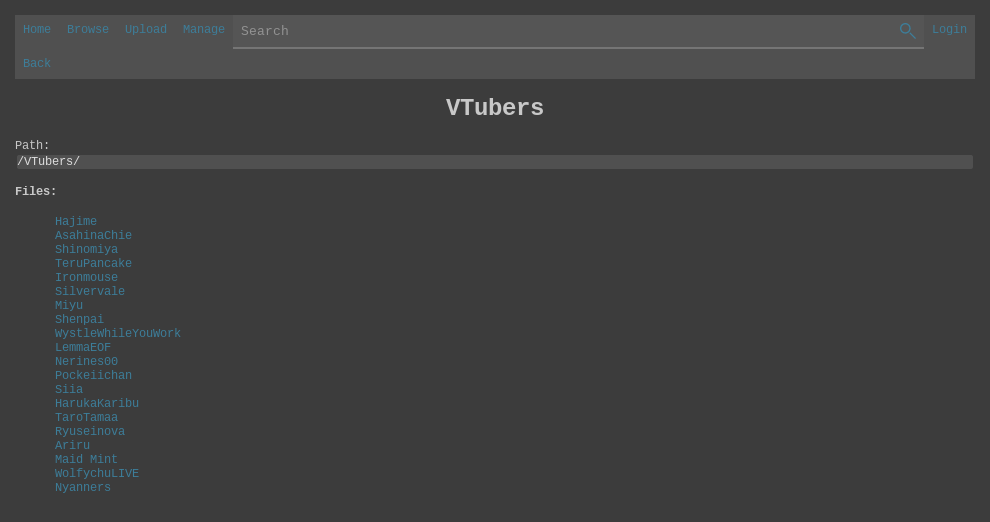 Home Browse Upload Manage Search Login
Back
VTubers
Path:
/VTubers/
Files:
Hajime
AsahinaChie
Shinomiya
TeruPancake
Ironmouse
Silvervale
Miyu
Shenpai
WystleWhileYouWork
LemmaEOF
Nerines00
Pockeiichan
Siia
HarukaKaribu
TaroTamaa
Ryuseinova
Ariru
Maid Mint
WolfychuLIVE
Nyanners